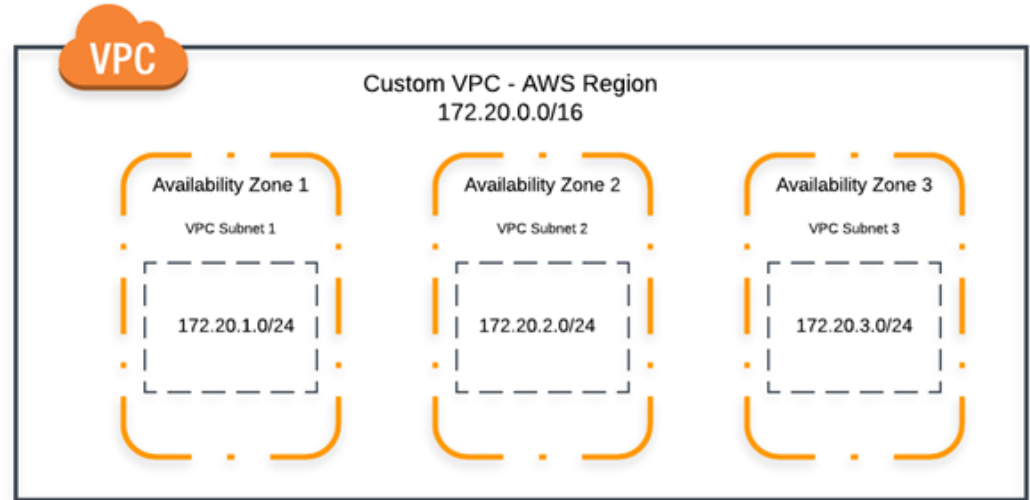 VPC
Custom VPC - AWS Region
172.20.0.0/16
Availability Zone 1
VPC Subnet 1
172.20.1.0/24
Availability Zone 2
VPC Subnet 2
172.20.2.0/24
Availability Zone 3
VPC Subnet 3
172.20.3.0/24